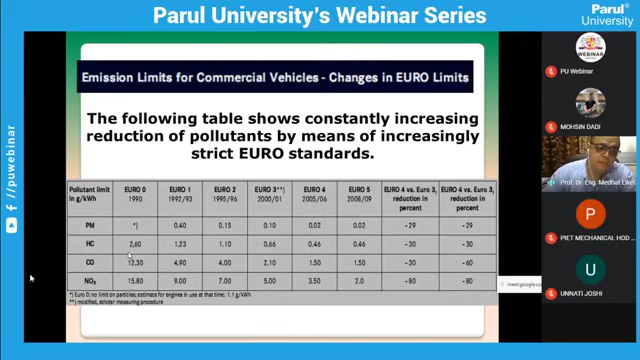 Parul University's Webinar Series
Parul®
University
Emission Limits for Commercial Vehicles - Changes in EURO Limits
The following table shows constantly increasing
reduction of pollutants by means of increasingly
strict EURO standards.
Pollutant limit in g/kWh | EURO 0 1990 | EURO 1 1992/93 | EURO 2 1995/96 | EURO 3**) 2000/01 | EURO 4 2005/06 | EURO 5 2008/09 | EURO 4 vs. Euro 3, reduction in percent | EURO 4 vs. Euro 3, reduction in percent
PM | *) | 0.40 | 0.15 | 0.10 | 0.02 | 0.02 | - 29 | - 29
HC | 2,60 | 1.23 | 1.10 | 0.66 | 0.46 | 0.46 | - 30 | - 30
CO | 12,30 | 4.90 | 4.00 | 2.10 | 1.50 | 1.50 | - 30 | - 60
NOx | 15,80 | 9.00 | 7.00 | 5.00 | 3.50 | 2.0 | - 80 | - 80
*) Euro 0: no limit on particles; estimate for engines in use at that time: 1.1 g/kWh
**) modified, stricter measuring procedure
/puwebinar
meet.google.com
WEBINAR
PU Webinar
MOHSIN DADI
Prof. Dr. Eng. Medhat
P
PIET MECHANICAL HOD
U
UNNATI JOSHI